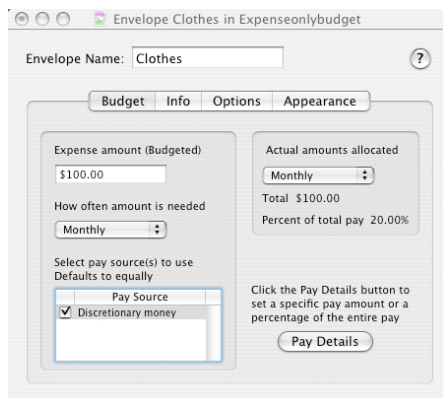 Envelope Clothes in Expenseonlybudget
Envelope Name: Clothes
?
Budget Info Options Appearance
Expense amount (Budgeted)
$100.00
How often amount is needed
Monthly
Select pay source(s) to use
Defaults to equally
Pay Source
Discretionary money
Actual amounts allocated
Monthly
Total $100.00
Percent of total pay 20.00%
Click the Pay Details button to
set a specific pay amount or a
percentage of the entire pay
Pay Details